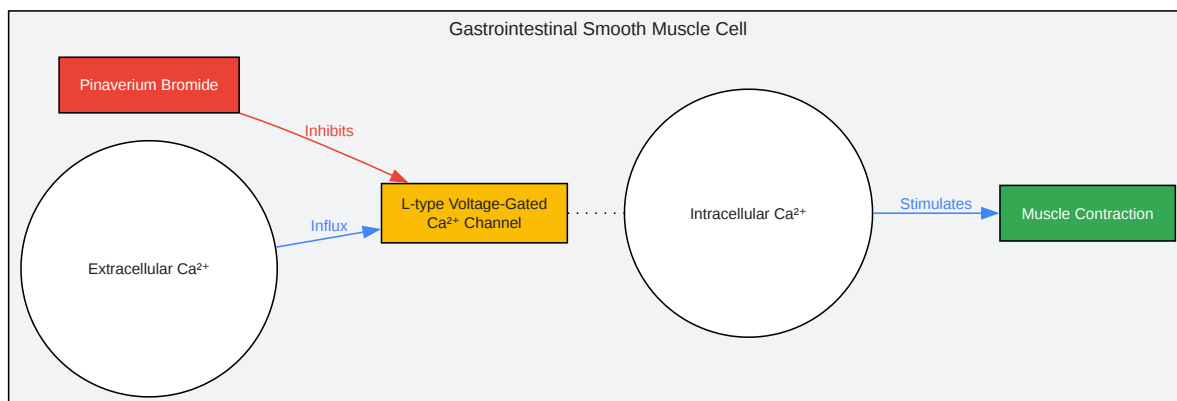 Gastrointestinal Smooth Muscle Cell
Pinaverium Bromide
Inhibits
Extracellular Ca²⁺
Influx
L-type Voltage-Gated
Ca²⁺ Channel
Intracellular Ca²⁺
Stimulates
Muscle Contraction